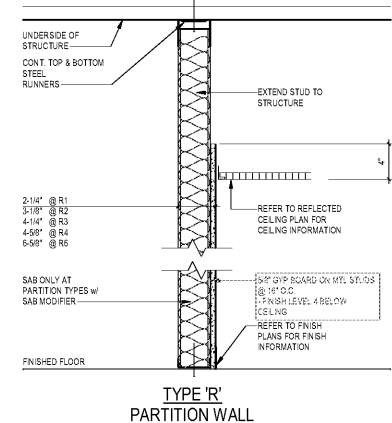 UNDERSIDE OF
STRUCTURE
CONT. TOP & BOTTOM
STEEL
RUNNERS
EXTEND STUD TO
STRUCTURE
4"
2-1/4" @ R1
3-1/8" @ R2
4-1/4" @ R3
4-5/8" @ R4
6-5/8" @ R6
REFER TO REFLECTED
CEILING PLAN FOR
CEILING INFORMATION
SAB ONLY AT
PARTITION TYPES w/
SAB MODIFIER
5/8" GYP BOARD ON MTL STUDS
@ 16" O.C.
- FINISH LEVEL 4 BELOW
CEILING
REFER TO FINISH
PLANS FOR FINISH
INFORMATION
FINISHED FLOOR
TYPE 'R'
PARTITION WALL